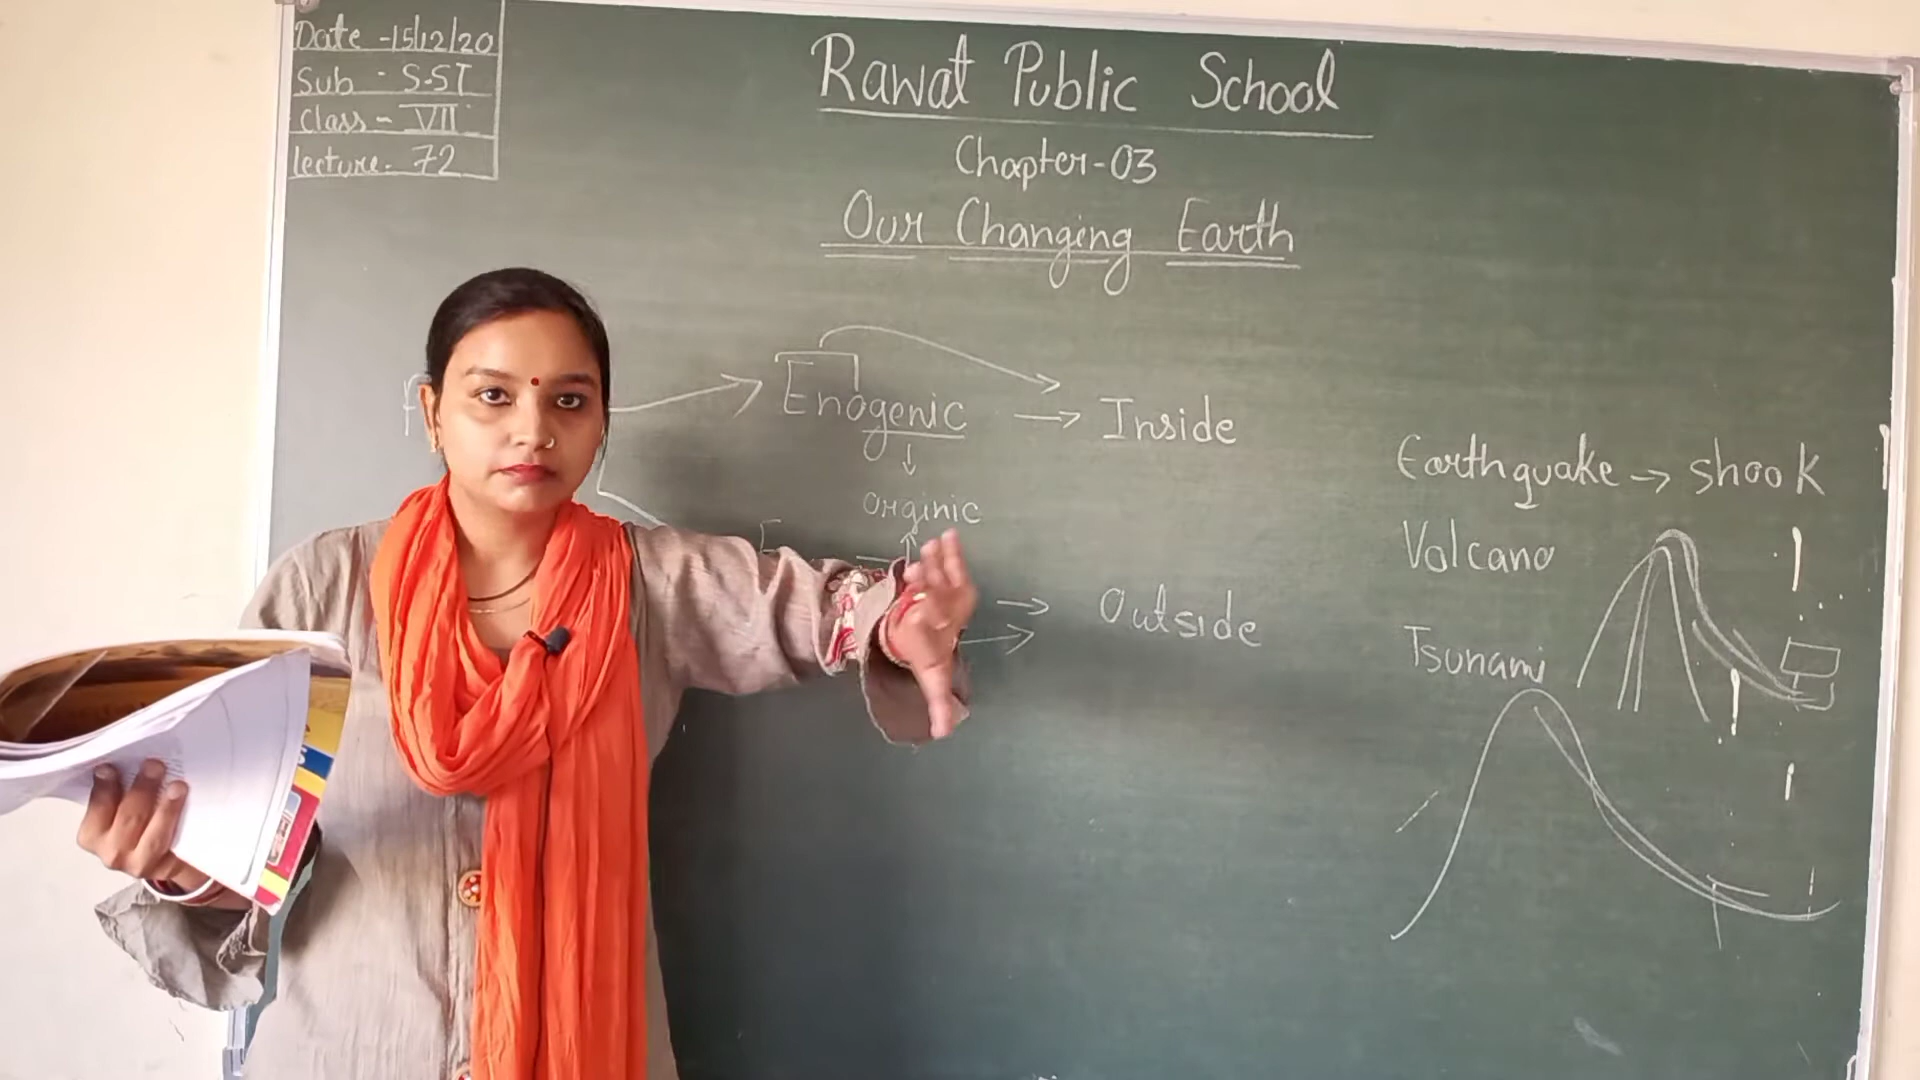 Date -15/12/20
Sub - S.ST
Class - VII
lecture- 72
Rawat Public School
Chapter-03
Our Changing Earth
Enogenic → Inside
↓
Orginic
→ Outside
Earthquake → shook
Volcano
Tsunami